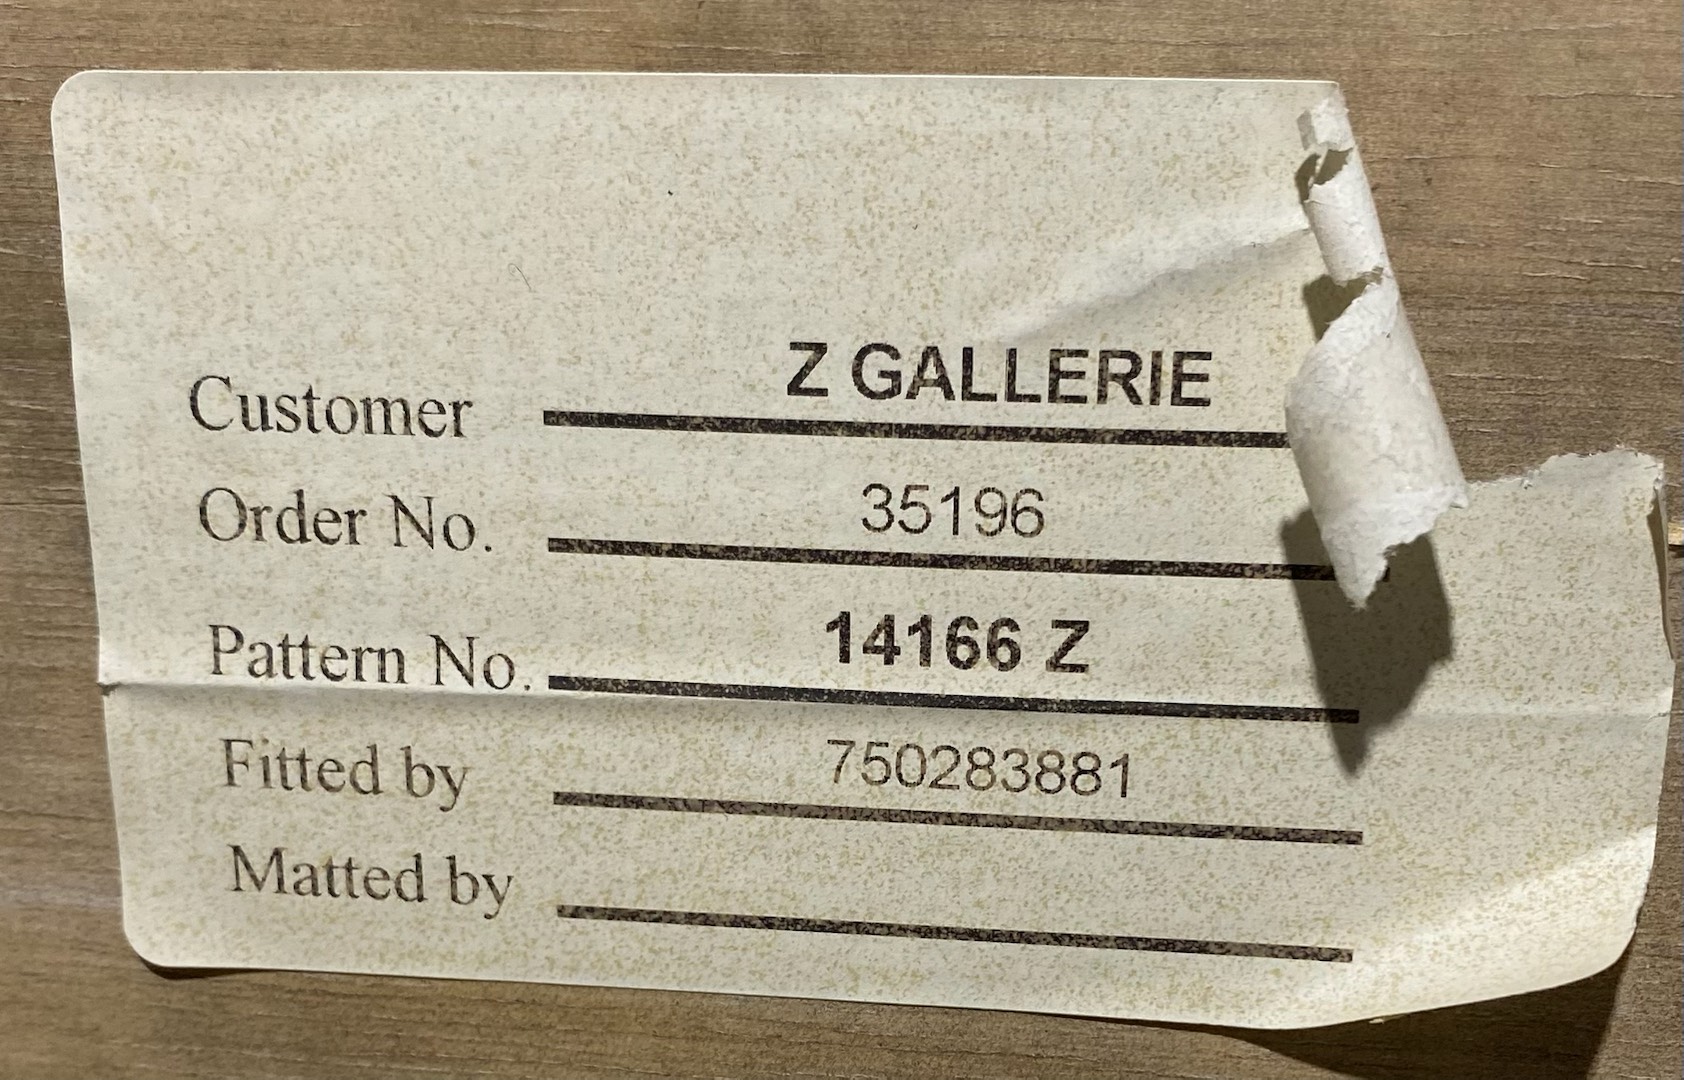 Customer Z GALLERIE
Order No. 35196
Pattern No. 14166 Z
Fitted by 750283881
Matted by